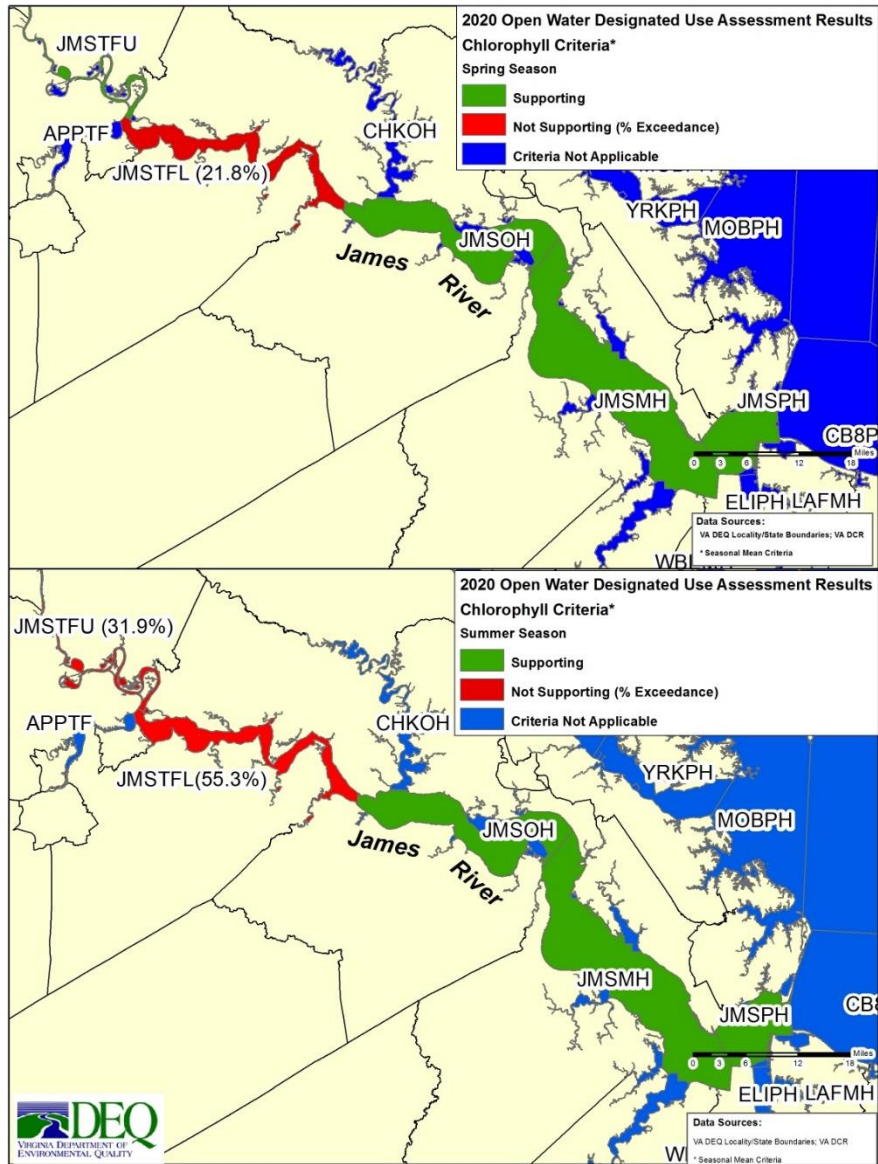 2020 Open Water Designated Use Assessment Results
Chlorophyll Criteria*
Spring Season
Supporting
Not Supporting (% Exceedance)
Criteria Not Applicable
JMSTFU
APPTF
JMSTFL (21.8%)
CHKOH
YRKPH
MOBPH
JMSOH
James
River
JMSMH
JMSPH
CB8P
0 3 6 12 18
Miles
ELIPH
LAFMH
Data Sources:
VA DEQ Locality/State Boundaries; VA DCR
* Seasonal Mean Criteria
2020 Open Water Designated Use Assessment Results
Chlorophyll Criteria*
Summer Season
Supporting
Not Supporting (% Exceedance)
Criteria Not Applicable
JMSTFU (31.9%)
APPTF
JMSTFL(55.3%)
CHKOH
YRKPH
MOBPH
JMSOH
James
River
JMSMH
JMSPH
CB8
0 3 6 12 18
Miles
ELIPH
LAFMH
Data Sources:
VA DEQ Locality/State Boundaries; VA DCR
* Seasonal Mean Criteria
DEQ
VIRGINIA DEPARTMENT OF
ENVIRONMENTAL QUALITY